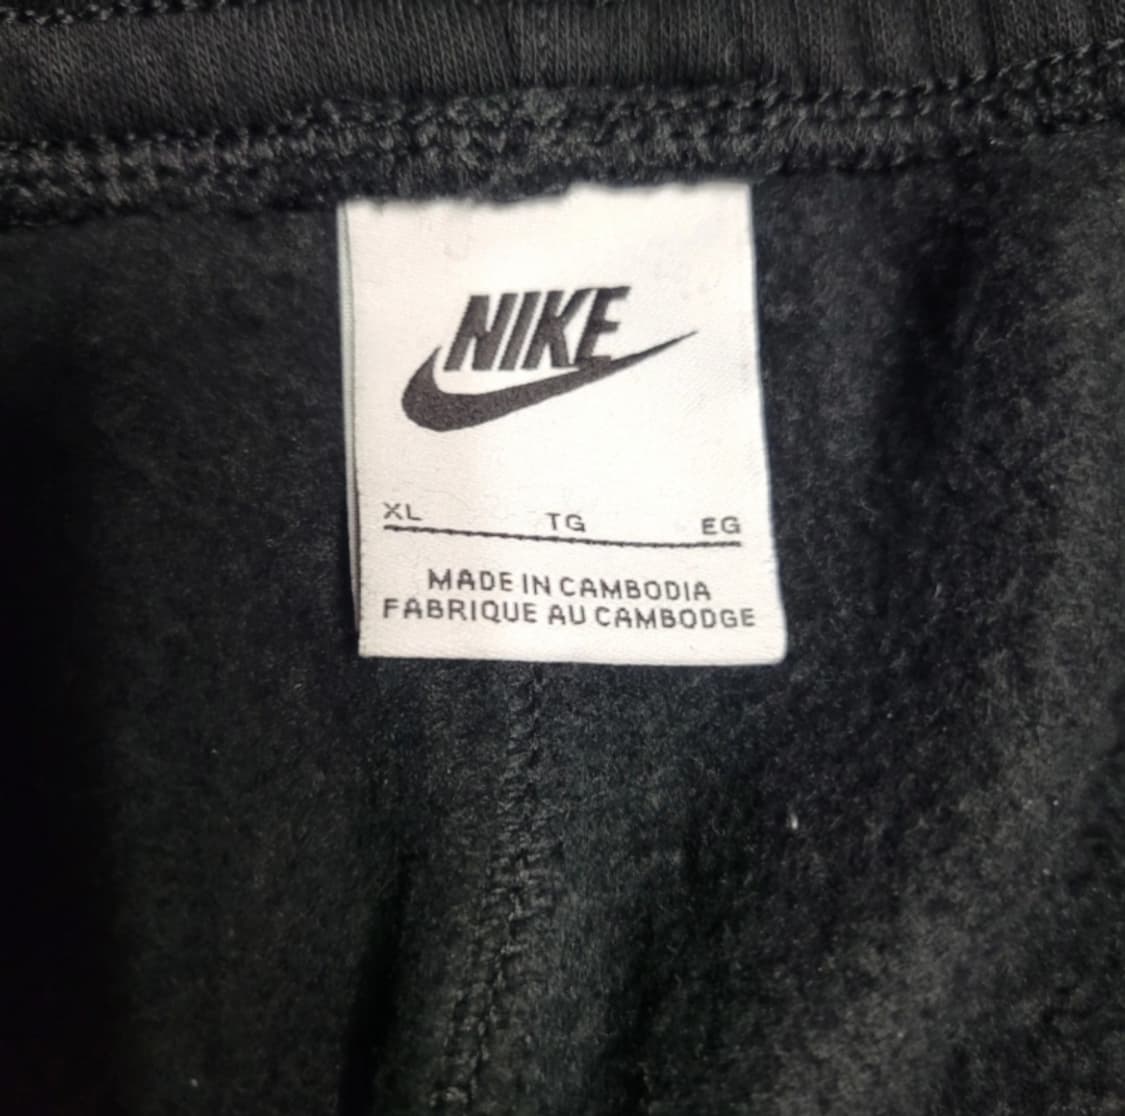 NIKE
XL TG EG
MADE IN CAMBODIA
FABRIQUE AU CAMBODGE